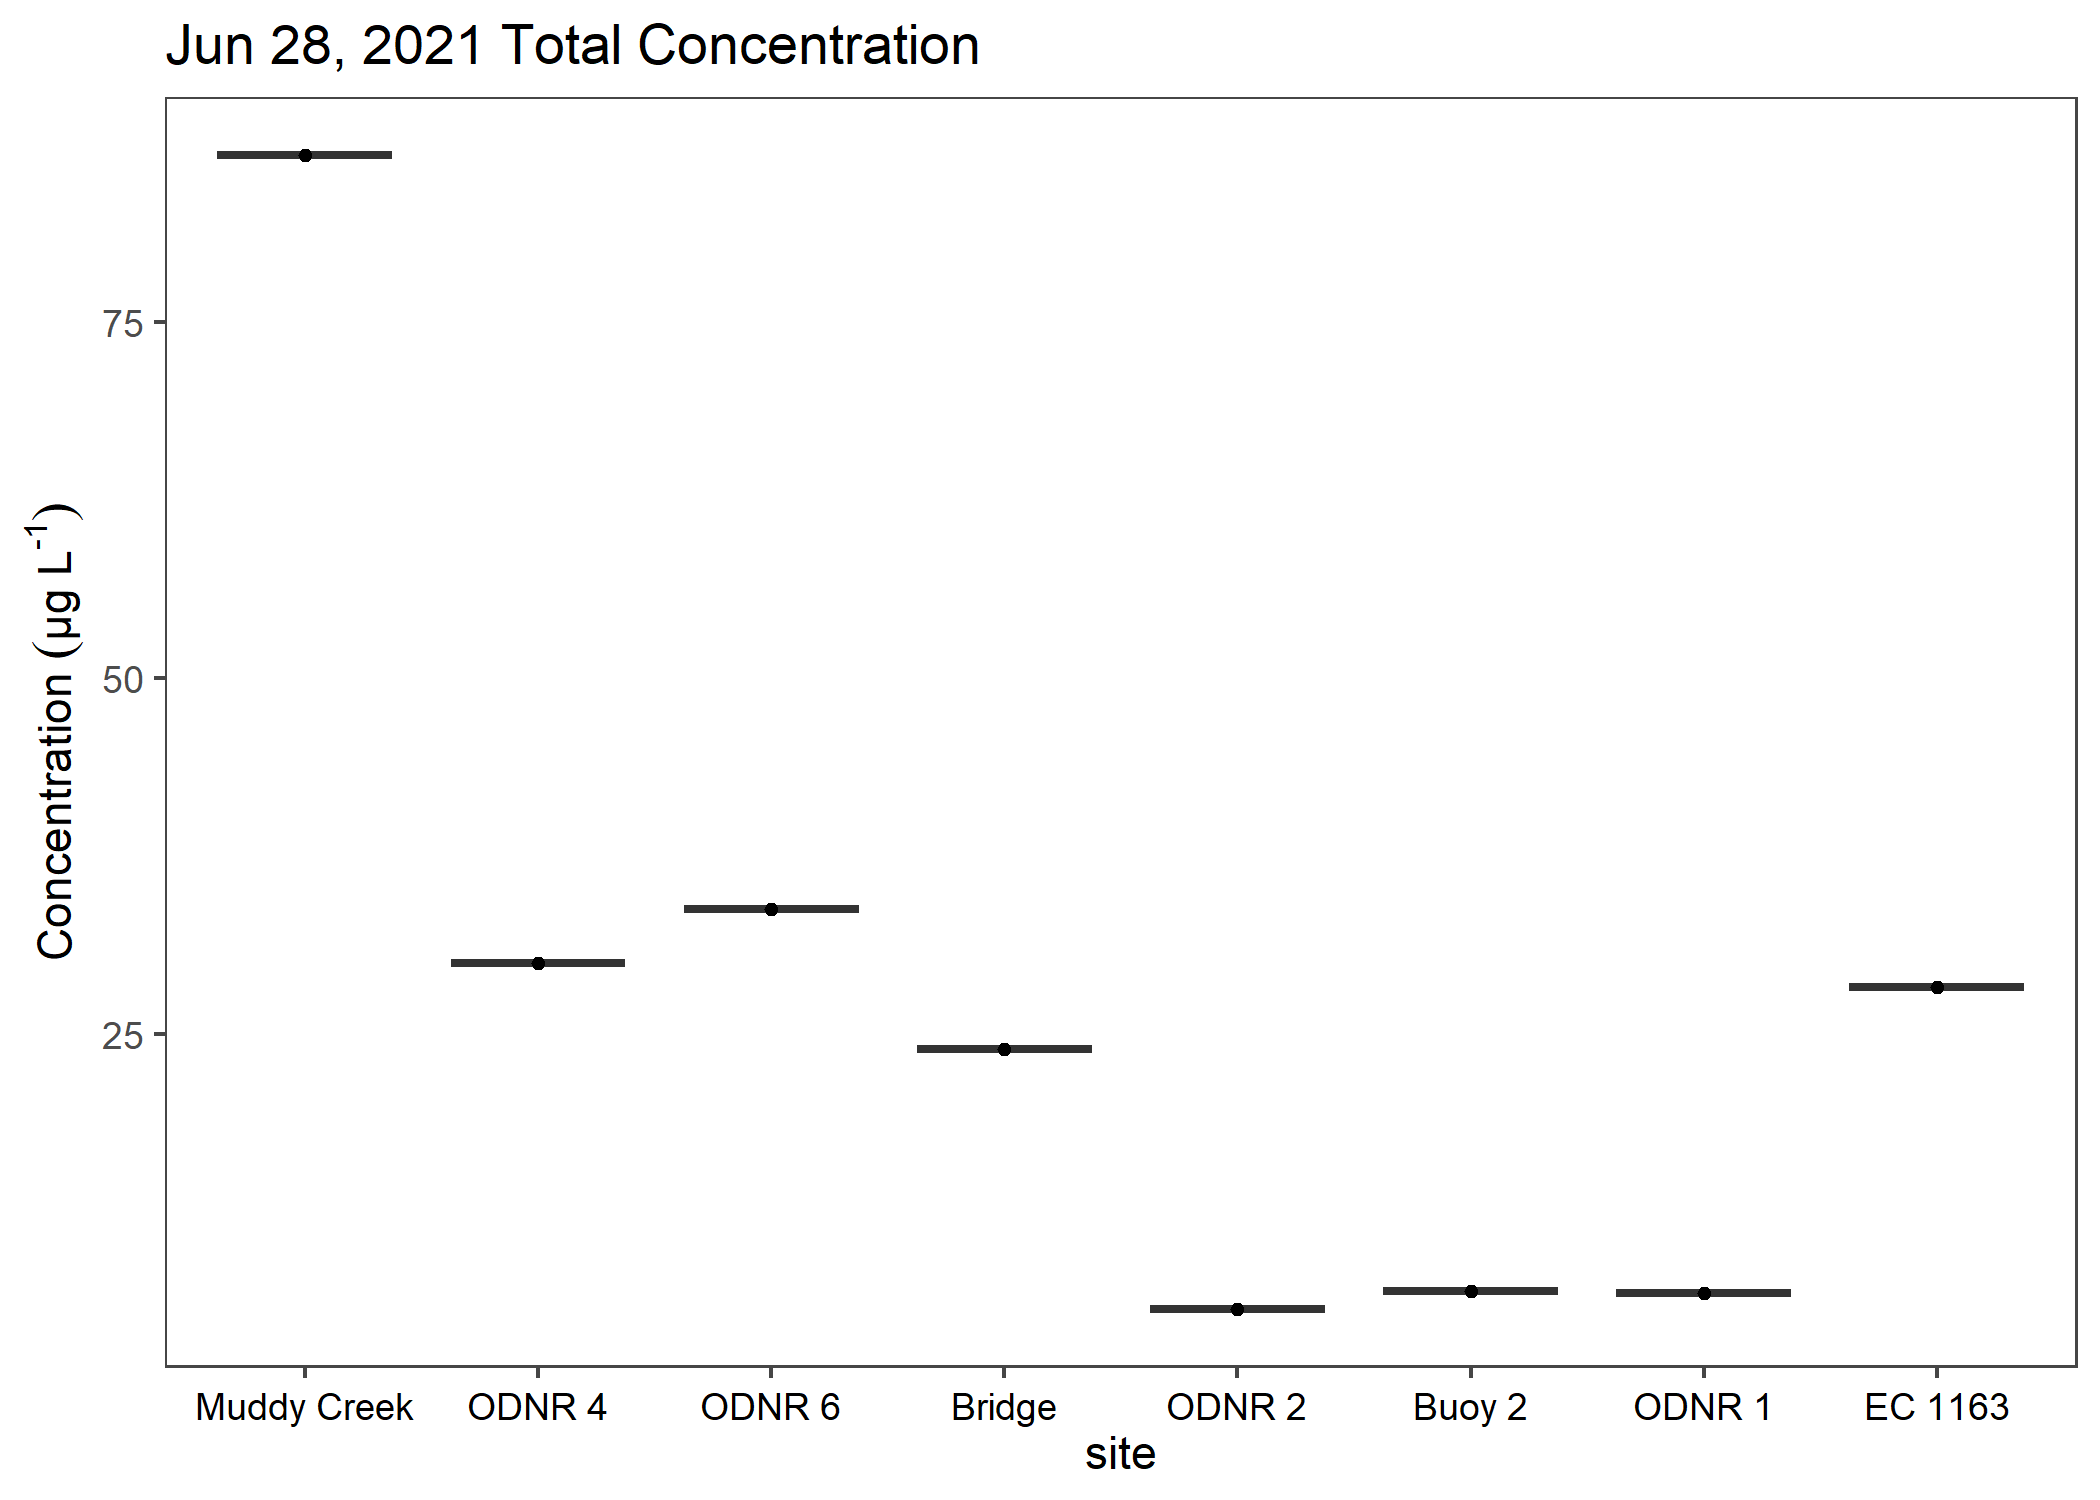 Jun 28, 2021 Total Concentration
Concentration (µg L⁻¹)
75
50
25
Muddy Creek ODNR 4 ODNR 6 Bridge ODNR 2 Buoy 2 ODNR 1 EC 1163
site